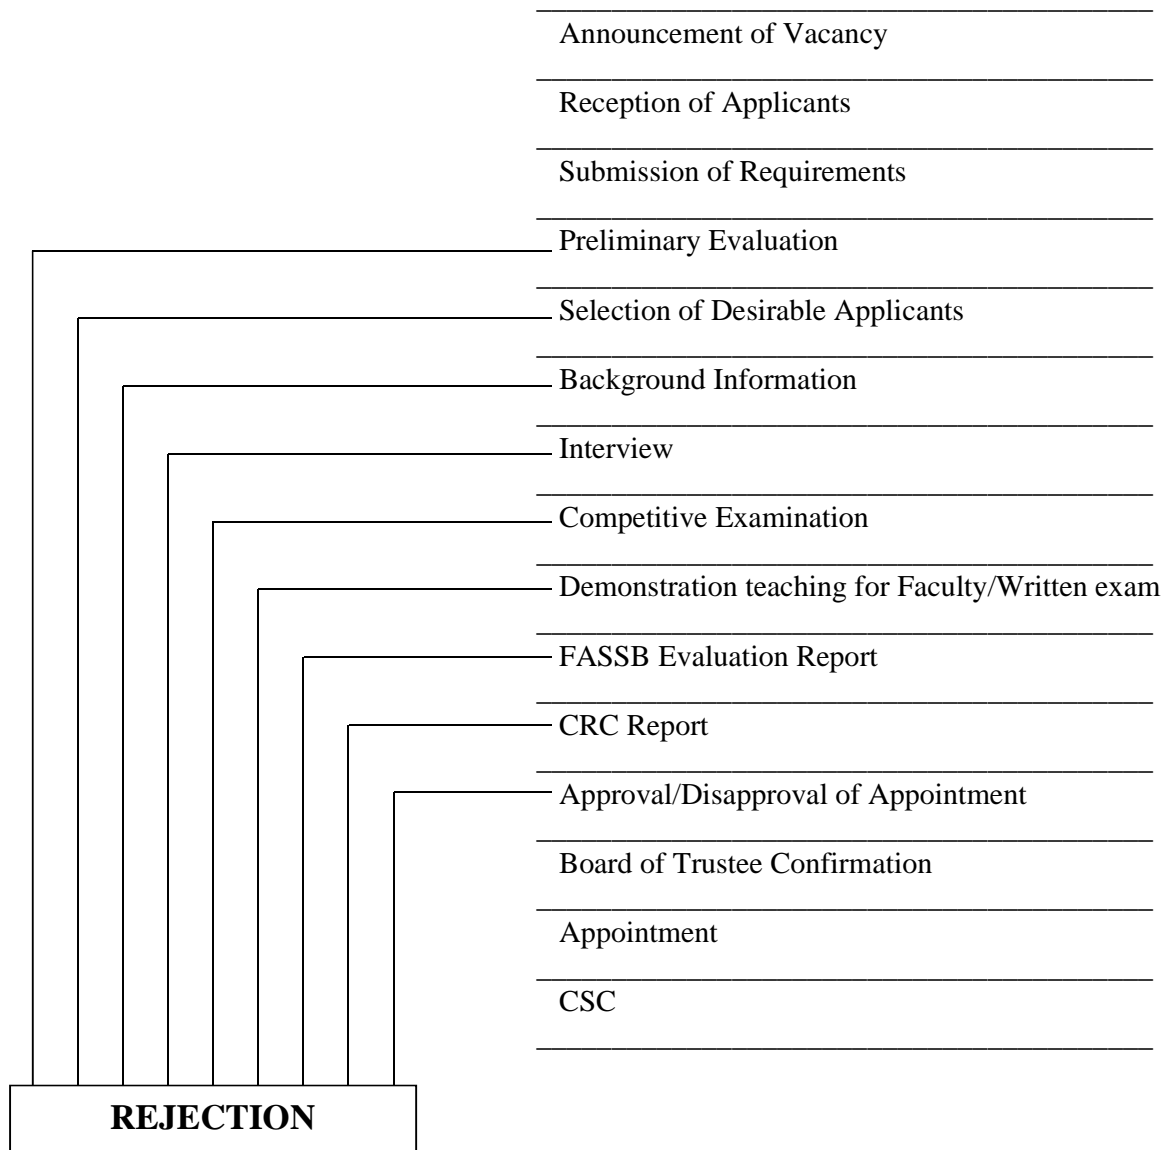 Announcement of Vacancy
Reception of Applicants
Submission of Requirements
Preliminary Evaluation
Selection of Desirable Applicants
Background Information
Interview
Competitive Examination
Demonstration teaching for Faculty/Written exam
FASSB Evaluation Report
CRC Report
Approval/Disapproval of Appointment
Board of Trustee Confirmation
Appointment
CSC
REJECTION